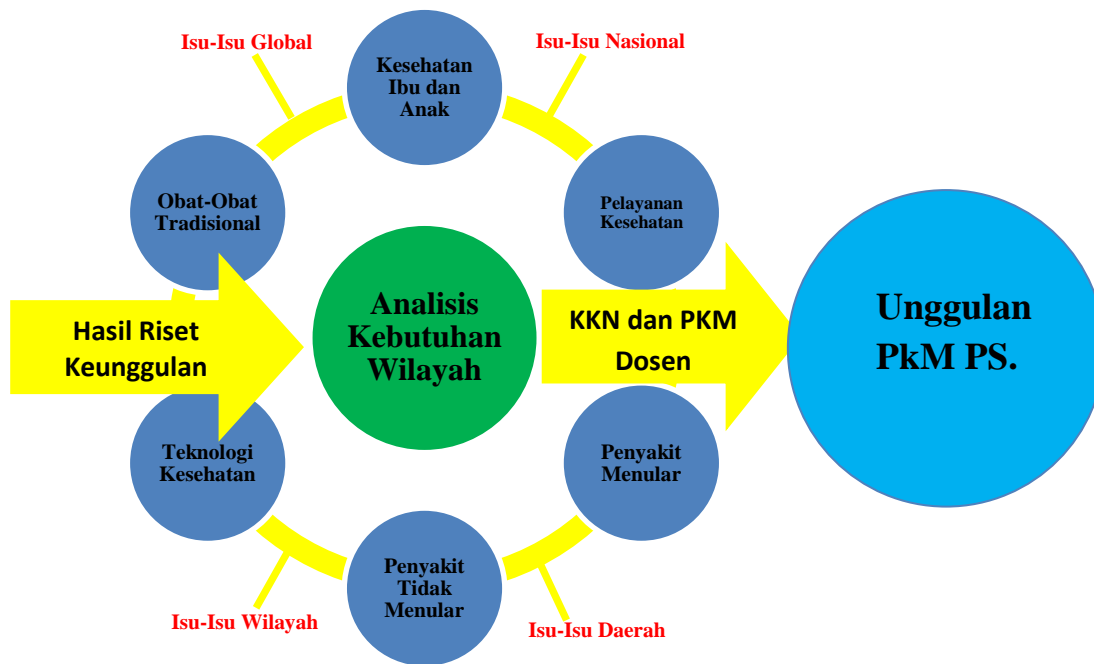 Isu-Isu Global
Isu-Isu Nasional
Kesehatan
Ibu dan
Anak
Obat-Obat
Tradisional
Pelayanan
Kesehatan
Hasil Riset
Keunggulan
Analisis
Kebutuhan
Wilayah
KKN dan PKM
Dosen
Unggulan
PkM PS.
Teknologi
Kesehatan
Penyakit
Menular
Penyakit
Tidak
Menular
Isu-Isu Wilayah
Isu-Isu Daerah